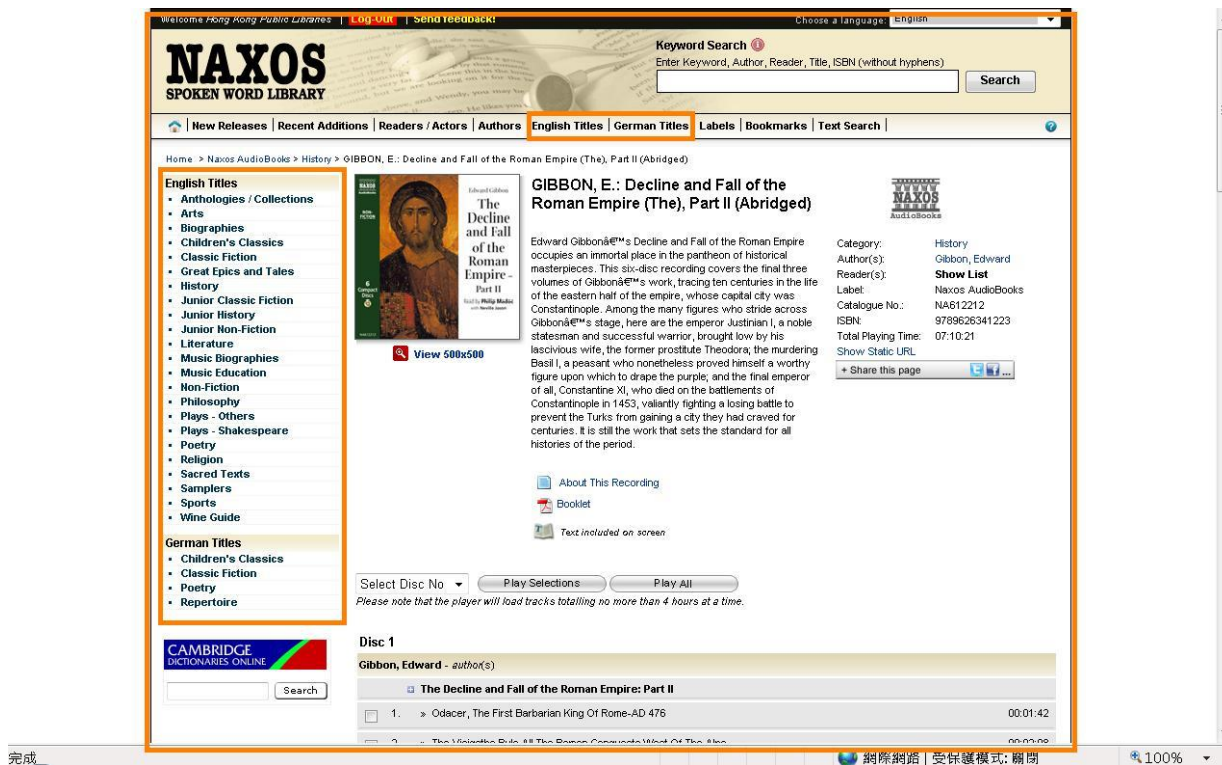 Welcome Hong Kong Public Libraries | Log-Out | Send feedback!
Choose a language: English
NAXOS
SPOKEN WORD LIBRARY
Keyword Search
Enter Keyword, Author, Reader, Title, ISBN (without hyphens)
Search
New Releases | Recent Additions | Readers / Actors | Authors | English Titles | German Titles | Labels | Bookmarks | Text Search |
Home > Naxos AudioBooks > History > GIBBON, E.: Decline and Fall of the Roman Empire (The), Part II (Abridged)
English Titles
Anthologies / Collections
Arts
Biographies
Children's Classics
Classic Fiction
Great Epics and Tales
History
Junior Classic Fiction
Junior History
Junior Non-Fiction
Literature
Music Biographies
Music Education
Non-Fiction
Philosophy
Plays - Others
Plays - Shakespeare
Poetry
Religion
Sacred Texts
Samplers
Sports
Wine Guide
German Titles
Children's Classics
Classic Fiction
Poetry
Repertoire
CAMBRIDGE
DICTIONARIES ONLINE
Search
NAXOS
AudioBooks
NON-FICTION
6
Compact
Discs
Edward Gibbon
The
Decline
and Fall
of the
Roman
Empire -
Part II
Read by Philip Madoc
with Neville Jason
View 500x500
GIBBON, E.: Decline and Fall of the
Roman Empire (The), Part II (Abridged)
Edward Gibbonâ€™s Decline and Fall of the Roman Empire
occupies an immortal place in the pantheon of historical
masterpieces. This six-disc recording covers the final three
volumes of Gibbonâ€™s work, tracing ten centuries in the life
of the eastern half of the empire, whose capital city was
Constantinople. Among the many figures who stride across
Gibbonâ€™s stage, here are the emperor Justinian I, a noble
statesman and successful warrior, brought low by his
lascivious wife, the former prostitute Theodora; the murdering
Basil I, a peasant who nonetheless proved himself a worthy
figure upon which to drape the purple; and the final emperor
of all, Constantine XI, who died on the battlements of
Constantinople in 1453, valiantly fighting a losing battle to
prevent the Turks from gaining a city they had craved for
centuries. It is still the work that sets the standard for all
histories of the period.
About This Recording
Booklet
Text included on screen
NAXOS
AudioBooks
Category: History
Author(s): Gibbon, Edward
Reader(s): Show List
Label: Naxos AudioBooks
Catalogue No.: NA612212
ISBN: 9789626341223
Total Playing Time: 07:10:21
Show Static URL
+ Share this page ...
Select Disc No Play Selections Play All
Please note that the player will load tracks totalling no more than 4 hours at a time.
Disc 1
Gibbon, Edward - author(s)
The Decline and Fall of the Roman Empire: Part II
1. » Odacer, The First Barbarian King Of Rome-AD 476 00:01:42
完成
網際網路 | 受保護模式: 關閉
100%